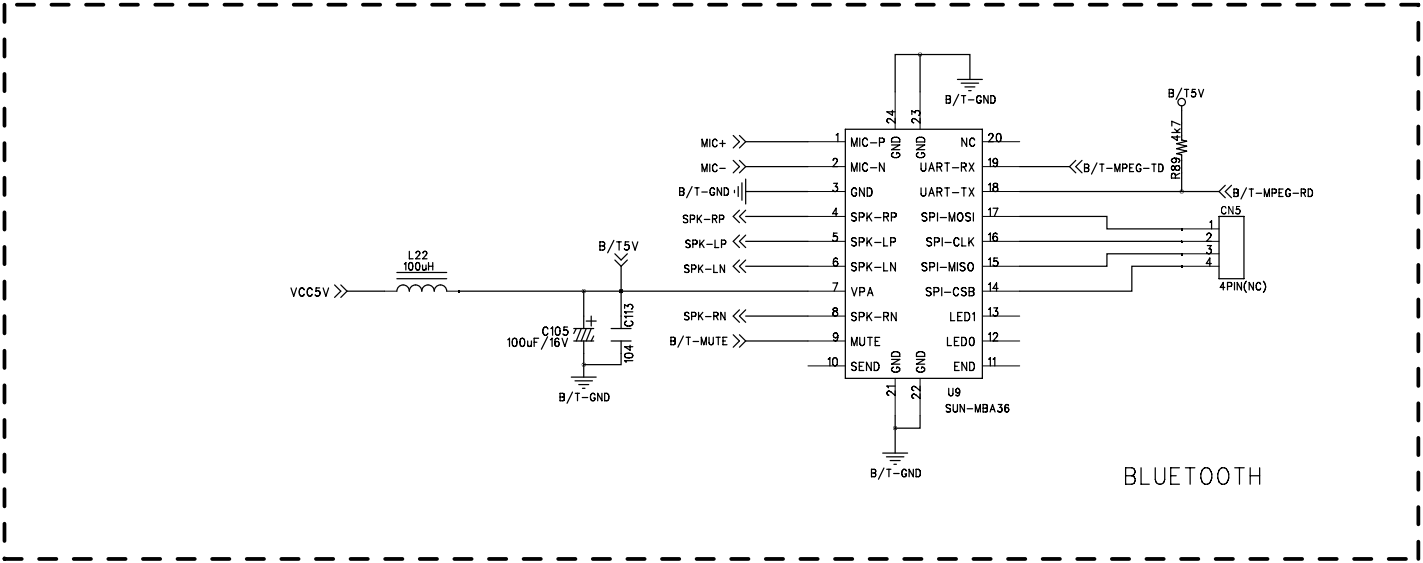 B/T-GND
24
23
B/T5V
4k7
R89
MIC+
1
MIC-P
GND
GND
NC
20
MIC-
2
MIC-N
UART-RX
19
B/T-MPEG-TD
B/T-GND
3
GND
UART-TX
18
B/T-MPEG-RD
SPK-RP
4
SPK-RP
SPI-MOSI
17
CN5
1
2
3
4
4PIN(NC)
SPK-LP
5
SPK-LP
SPI-CLK
16
SPK-LN
6
SPK-LN
SPI-MISO
15
B/T5V
L22
100uH
VCC5V
7
VPA
SPI-CSB
14
C105
100uF/16V
+
C113
104
B/T-GND
SPK-RN
8
SPK-RN
LED1
13
B/T-MUTE
9
MUTE
LED0
12
10
SEND
GND
GND
END
11
21
22
U9
SUN-MBA36
B/T-GND
BLUETOOTH